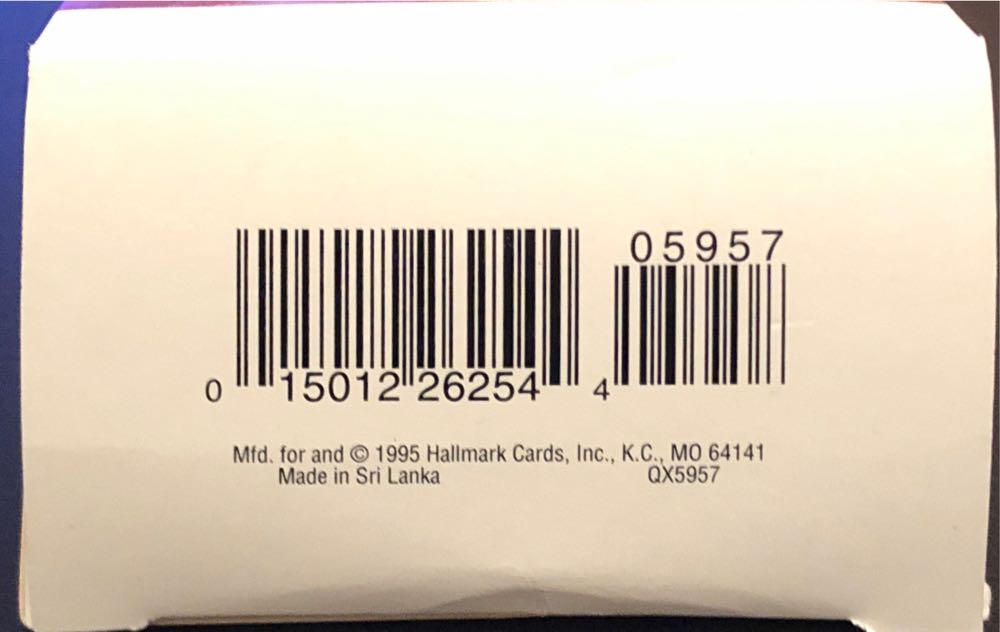 05957
0 15012 26254 4
Mfd. for and © 1995 Hallmark Cards, Inc., K.C., MO 64141
Made in Sri Lanka QX5957